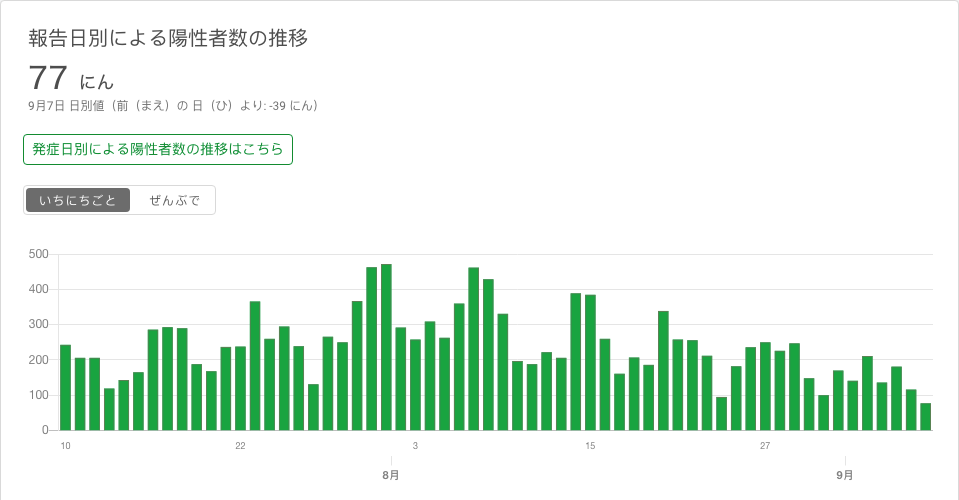 報告日別による陽性者数の推移
77 にん
9月7日 日別値（前（まえ）の 日（ひ）より: -39 にん）
発症日別による陽性者数の推移はこちら
いちにちごと ぜんぶで
500
400
300
200
100
0
10 22 3 15 27
8月 9月